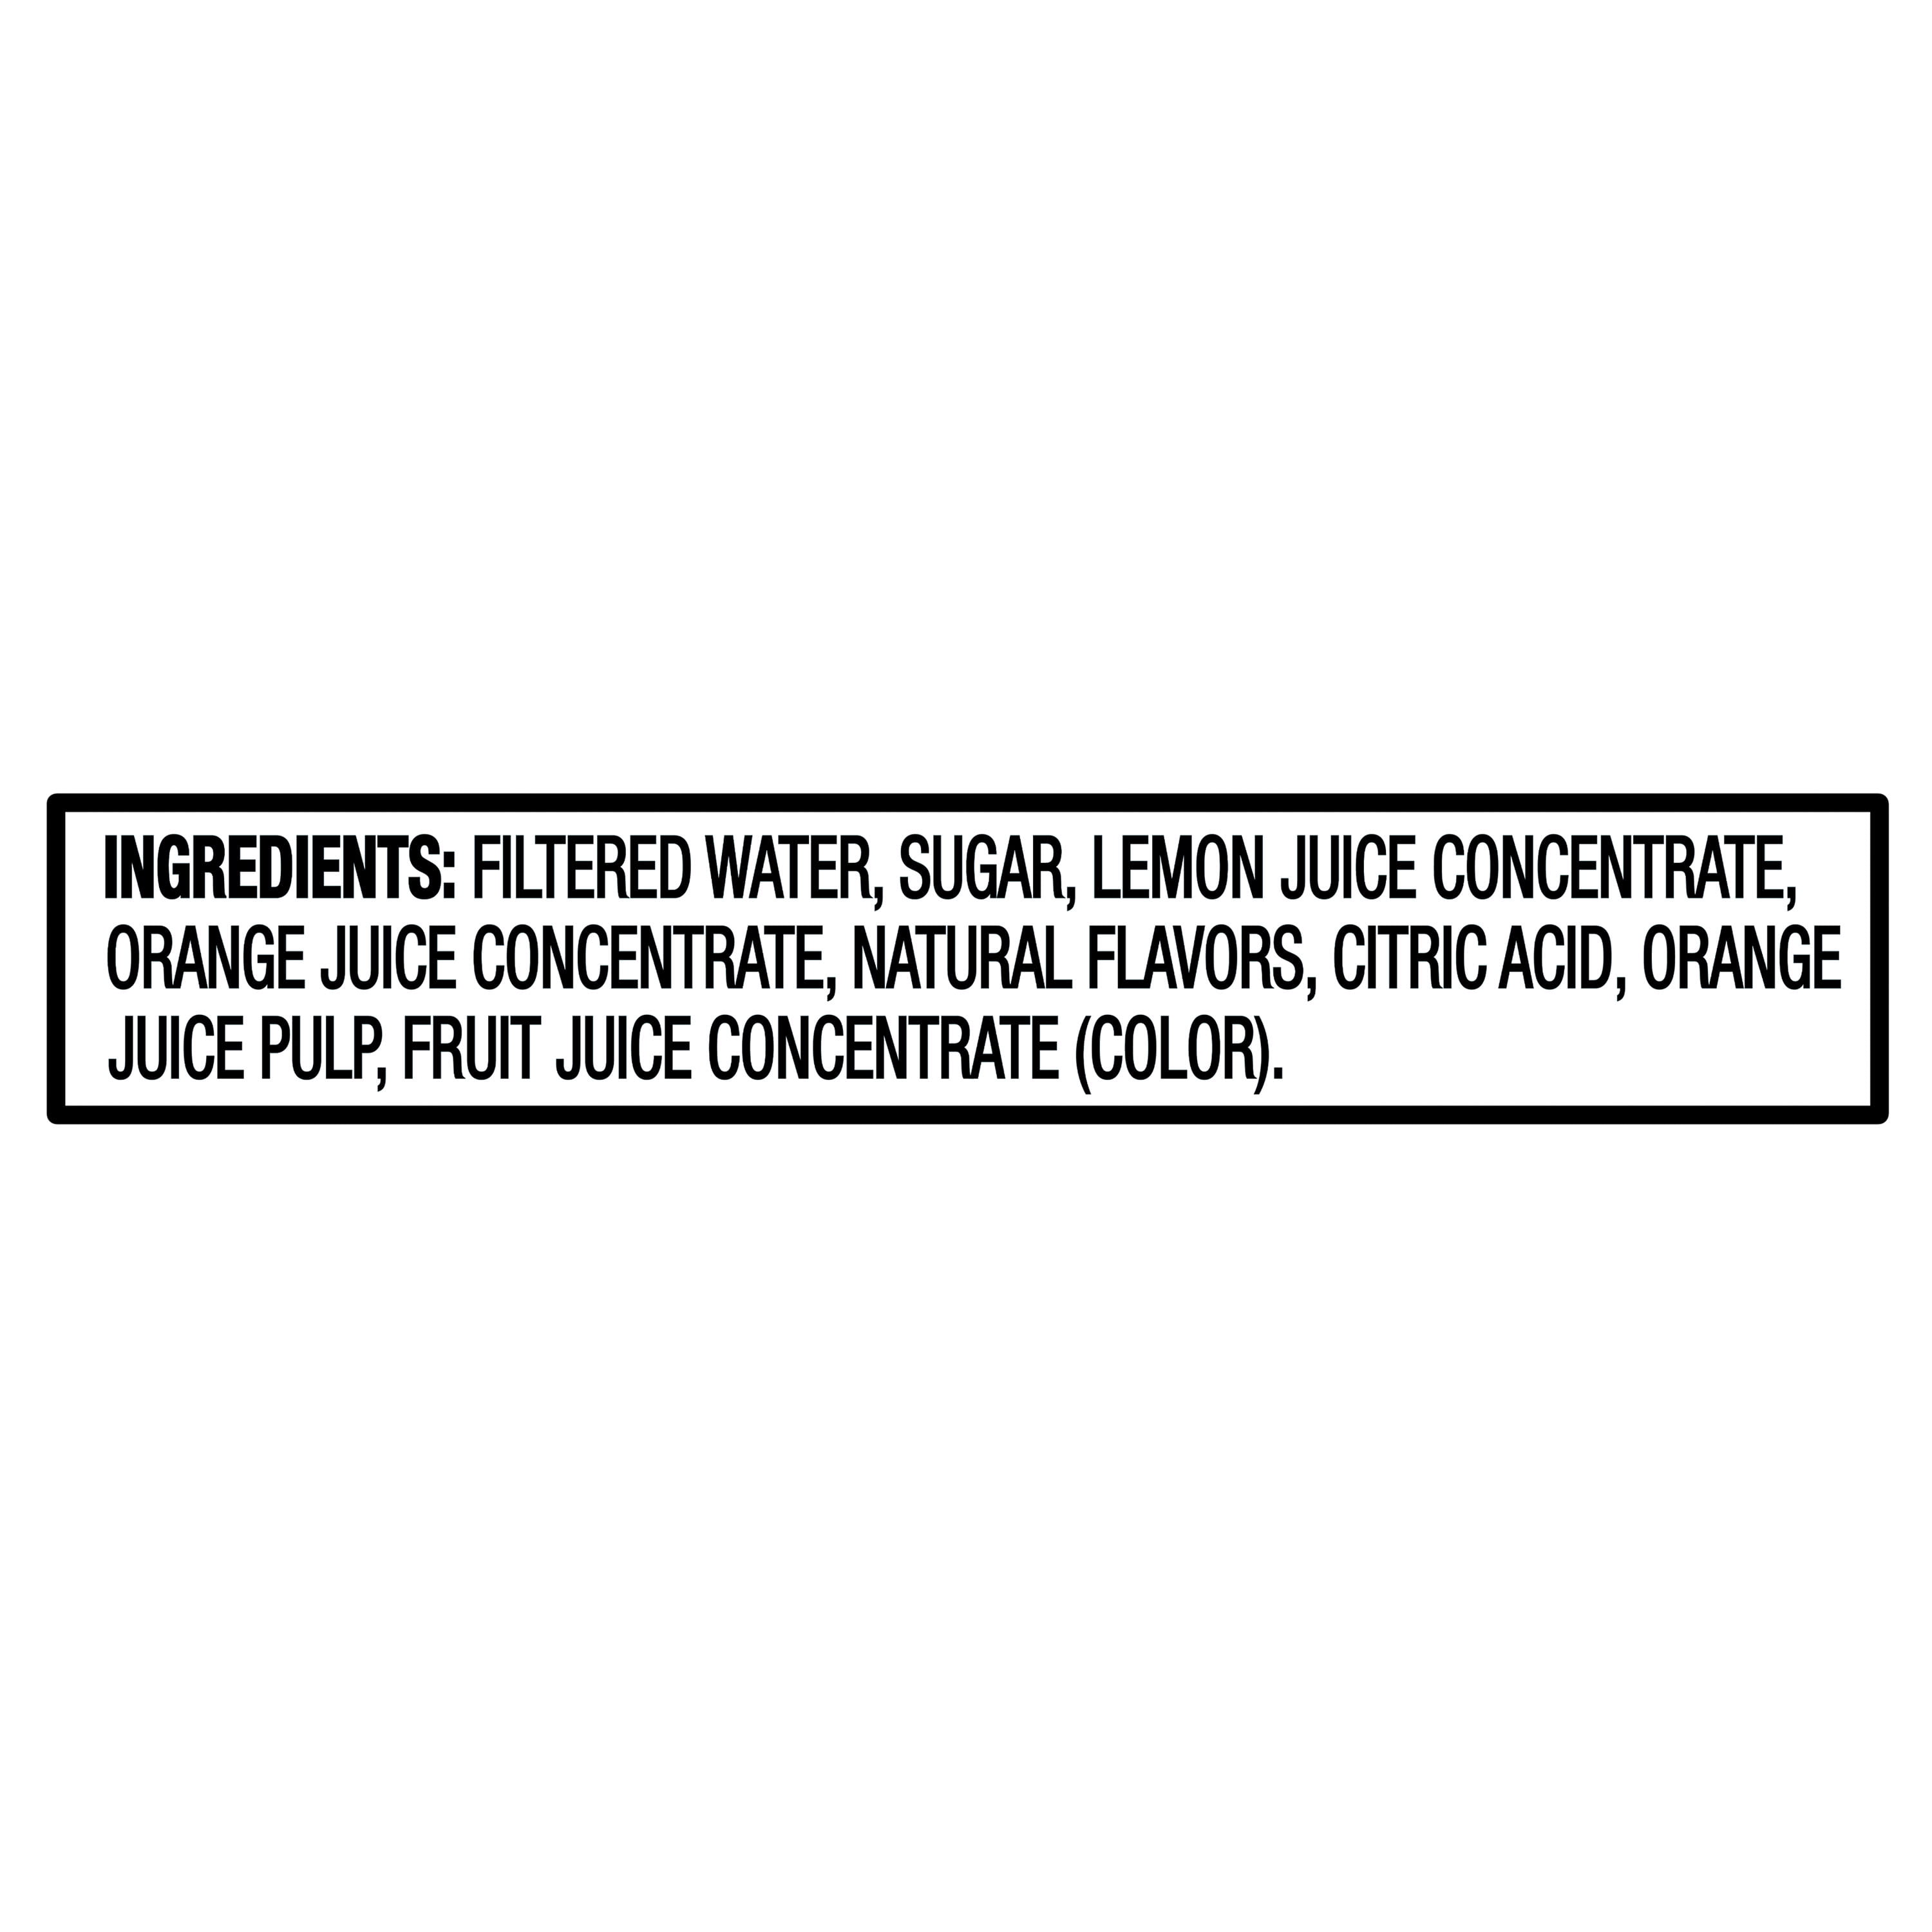 INGREDIENTS: FILTERED WATER, SUGAR, LEMON JUICE CONCENTRATE,
ORANGE JUICE CONCENTRATE, NATURAL FLAVORS, CITRIC ACID, ORANGE
JUICE PULP, FRUIT JUICE CONCENTRATE (COLOR).